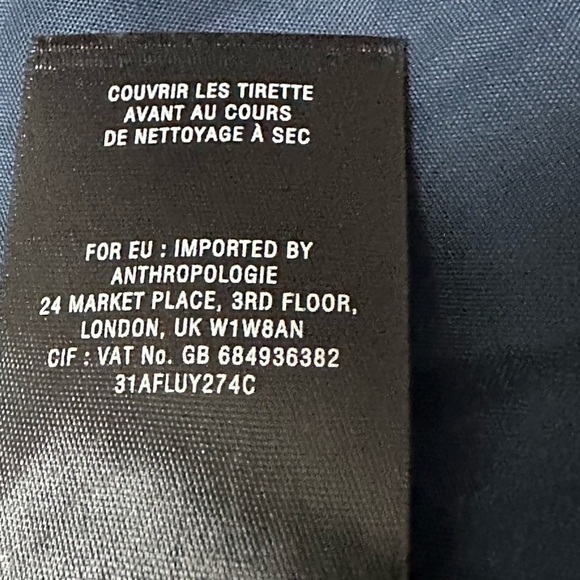 COUVRIR LES TIRETTE
AVANT AU COURS
DE NETTOYAGE À SEC
FOR EU : IMPORTED BY
ANTHROPOLOGIE
24 MARKET PLACE, 3RD FLOOR,
LONDON, UK W1W8AN
CIF : VAT No. GB 684936382
31AFLUY274C